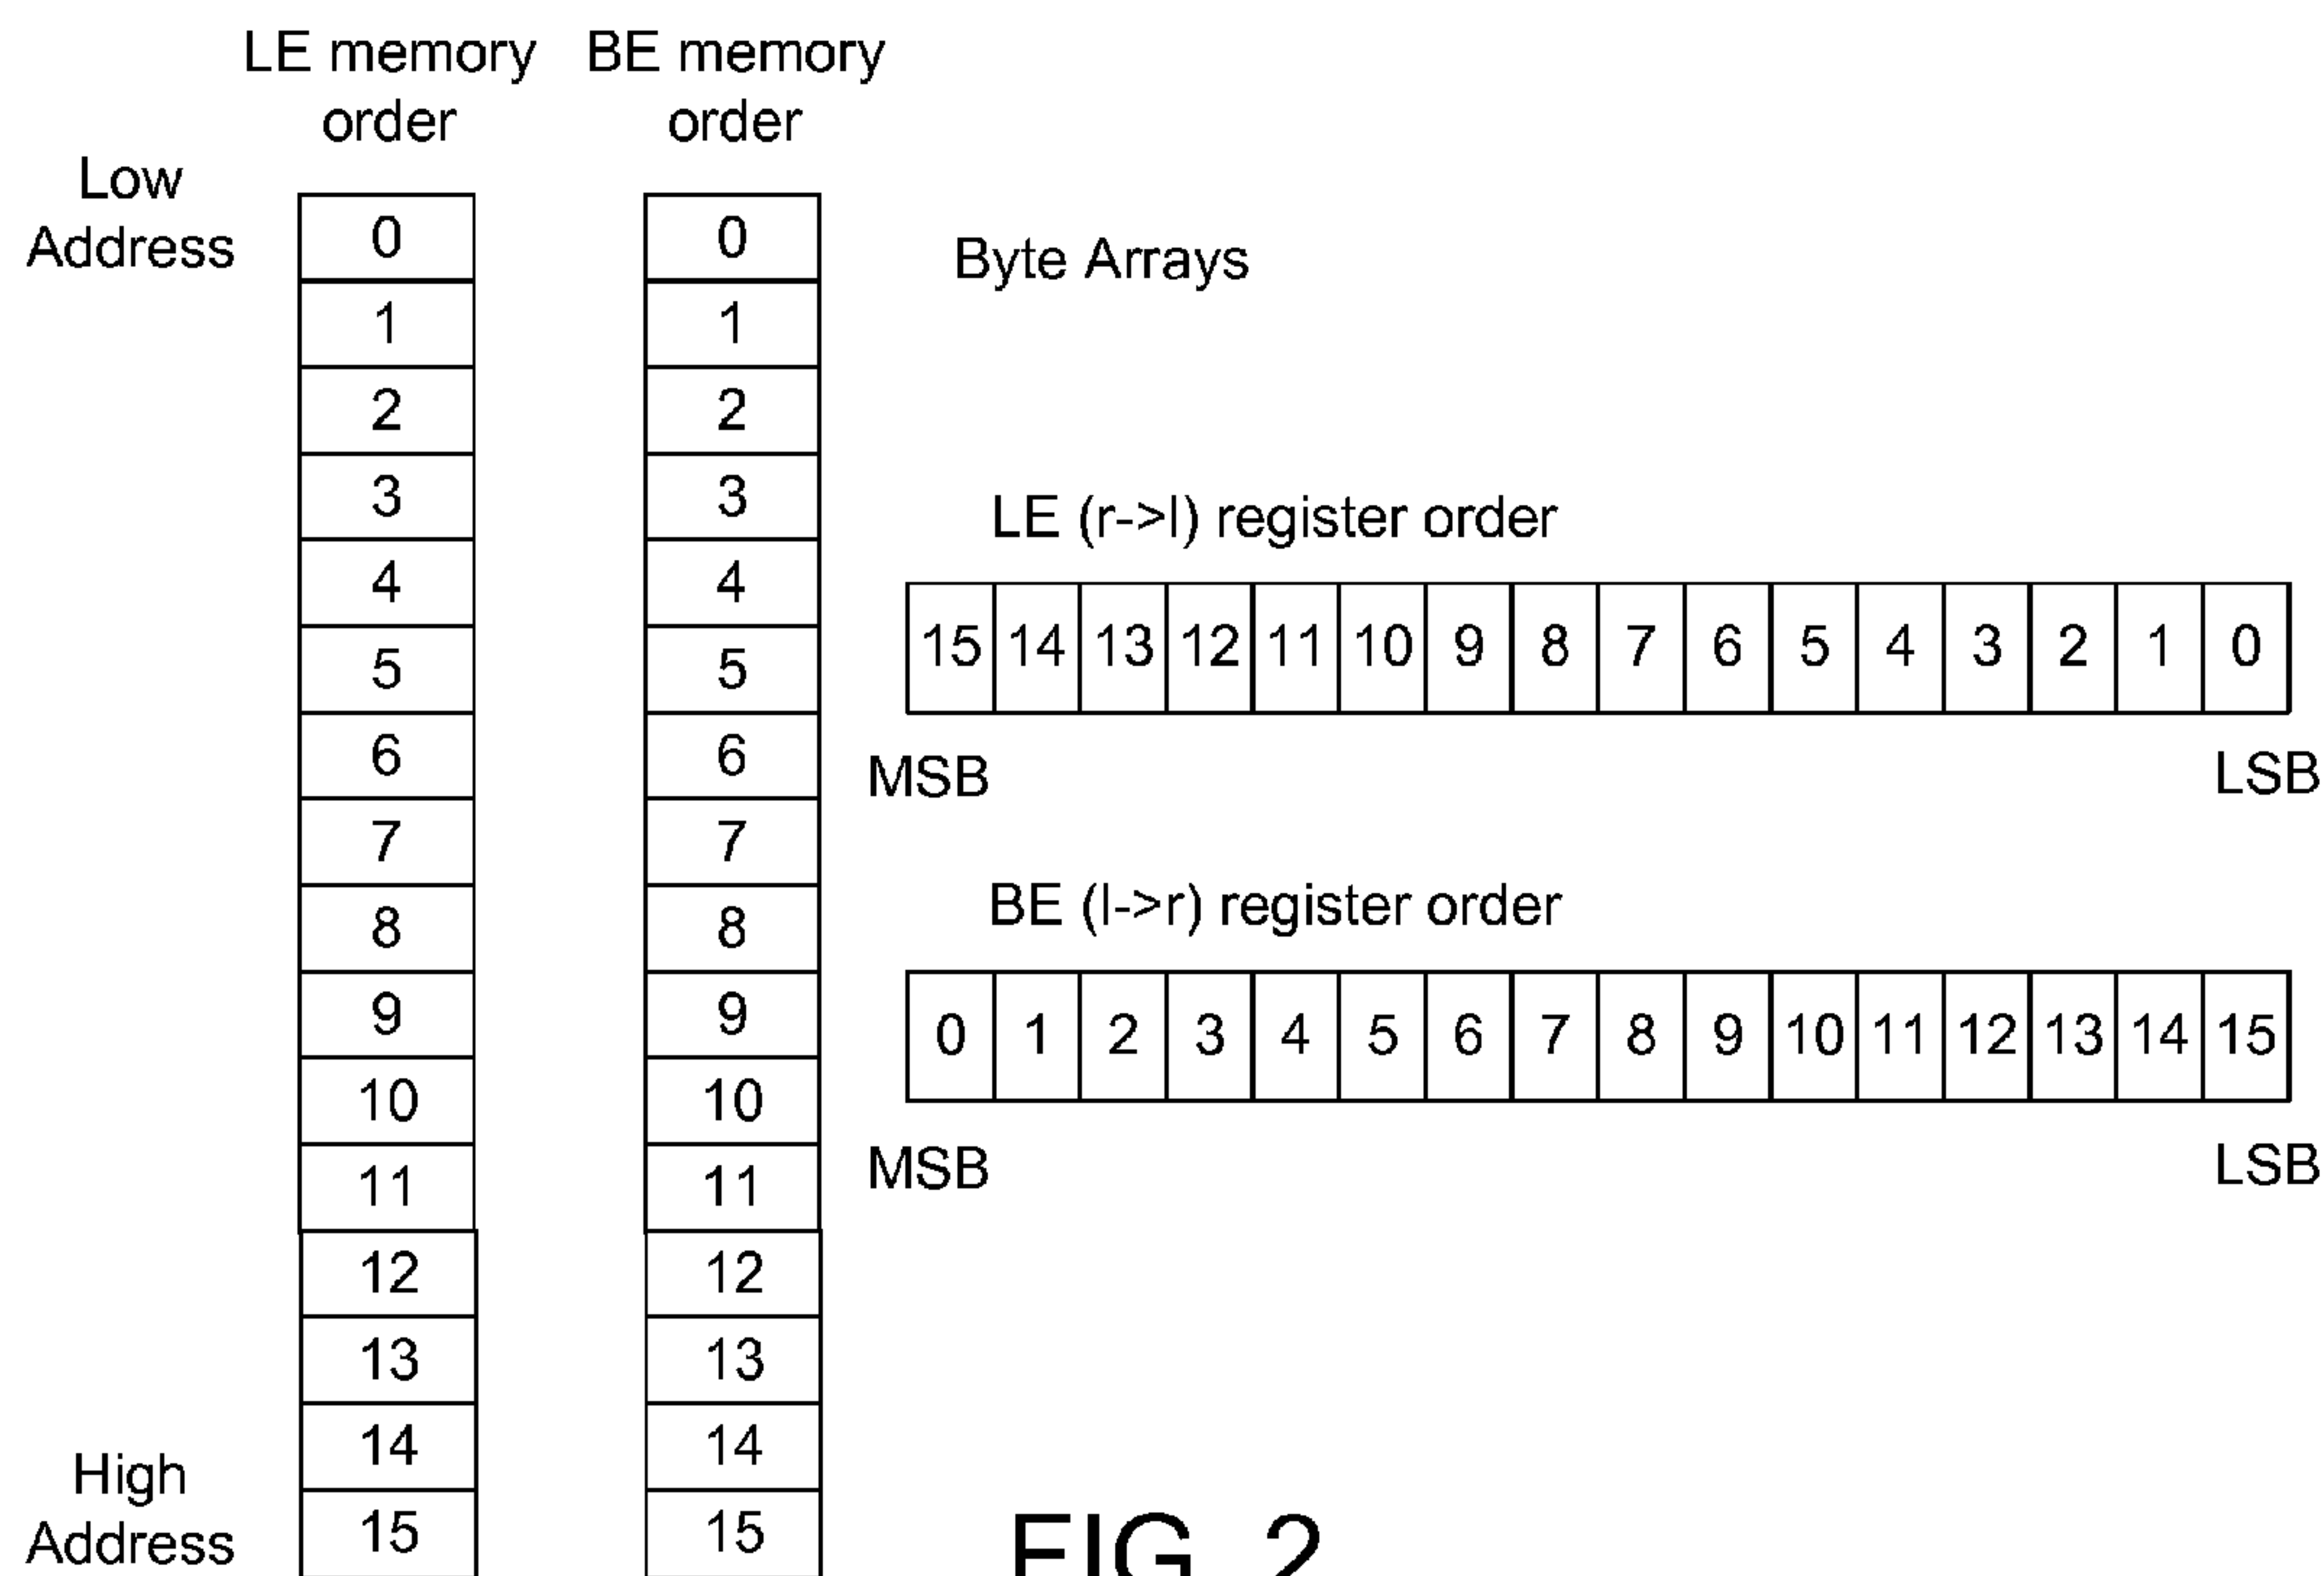 LE memory order
BE memory order
Low Address
High Address
0
1
2
3
4
5
6
7
8
9
10
11
12
13
14
15
0
1
2
3
4
5
6
7
8
9
10
11
12
13
14
15
Byte Arrays
LE (r->l) register order
15 14 13 12 11 10 9 8 7 6 5 4 3 2 1 0
MSB LSB
BE (l->r) register order
0 1 2 3 4 5 6 7 8 9 10 11 12 13 14 15
MSB LSB
FIG. 2